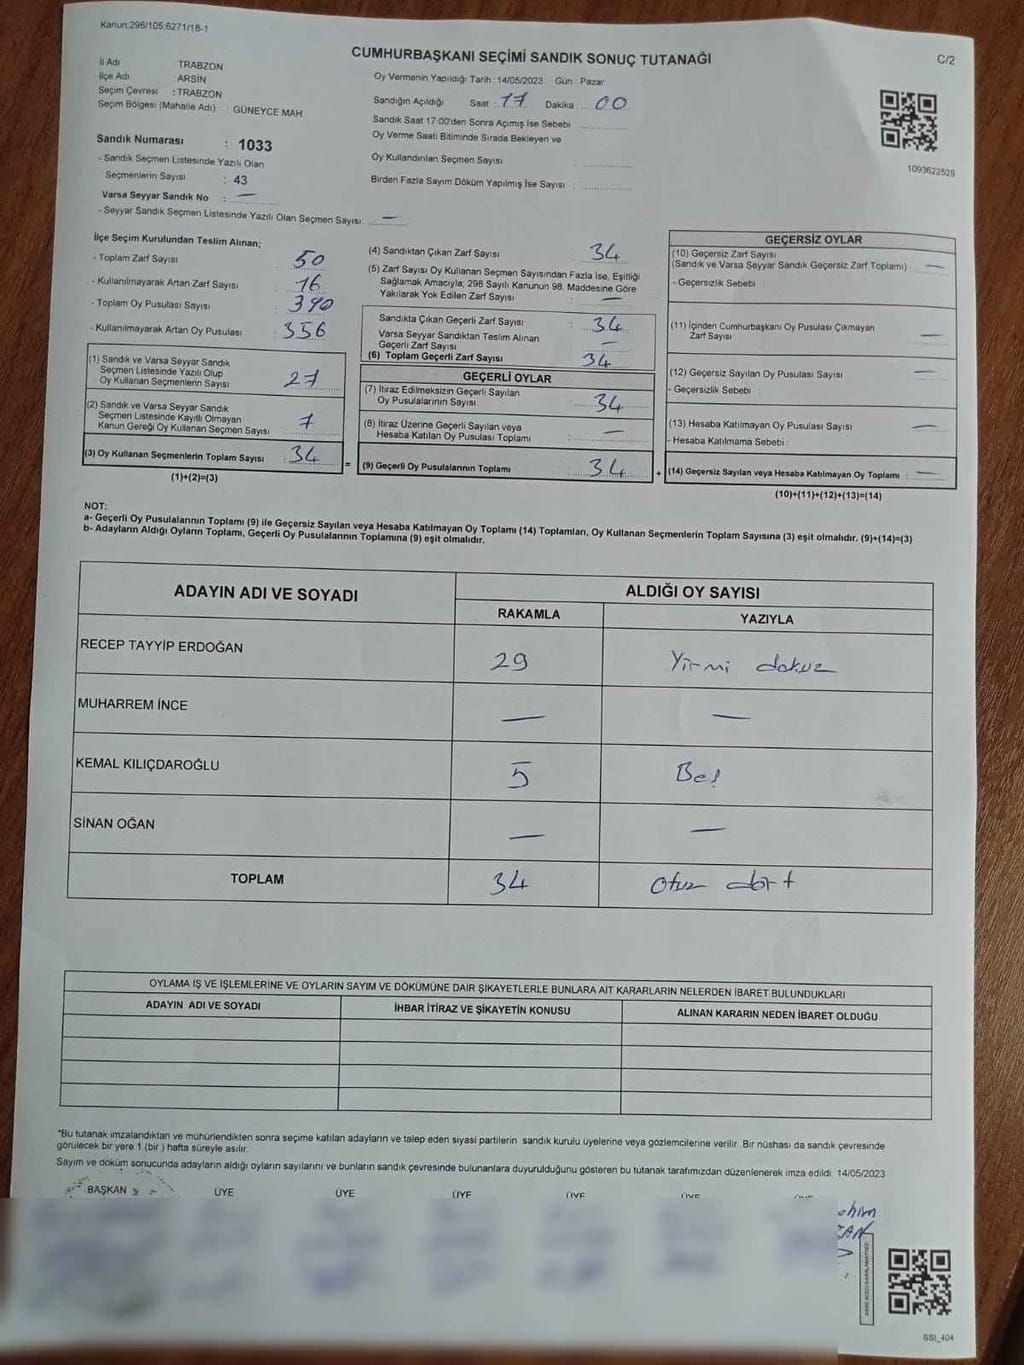 Kanun;298/105;6271/18-1
CUMHURBAŞKANI SEÇİMİ SANDIK SONUÇ TUTANAĞI
C/2
İl Adı TRABZON
İlçe Adı : ARSİN
Seçim Çevresi : TRABZON
Seçim Bölgesi (Mahalle Adı) : GÜNEYCE MAH
Oy Vermenin Yapıldığı Tarih :14/05/2023 Gün Pazar
Sandığın Açıldığı Saat : 17 Dakika : 00
Sandık Saat 17:00'den Sonra Açımış İse Sebebi
Oy Verme Saati Bitiminde Sırada Bekleyen ve
Oy Kullandırılan Seçmen Sayısı
Birden Fazla Sayım Döküm Yapılmış İse Sayısı :
1093622529
Sandık Numarası : 1033
- Sandık Seçmen Listesinde Yazılı Olan
Seçmenlerin Sayısı : 43
Varsa Seyyar Sandık No : —
- Seyyar Sandık Seçmen Listesinde Yazılı Olan Seçmen Sayısı: —
İlçe Seçim Kurulundan Teslim Alınan;
- Toplam Zarf Sayısı 50
- Kullanılmayarak Artan Zarf Sayısı : 16
- Toplam Oy Pusulası Sayısı : 390
- Kullanılmayarak Artan Oy Pusulası : 356
(1) Sandık ve Varsa Seyyar Sandık
Seçmen Listesinde Yazılı Olup
Oy Kullanan Seçmenlerin Sayısı : 27
(2) Sandık ve Varsa Seyyar Sandık
Seçmen Listesinde Kayıtlı Olmayan
Kanun Gereği Oy Kullanan Seçmen Sayısı : 7
(3) Oy Kullanan Seçmenlerin Toplam Sayısı : 34
(1)+(2)=(3)
=
(4) Sandıktan Çıkan Zarf Sayısı : 34
(5) Zarf Sayısı Oy Kullanan Seçmen Sayısından Fazla İse, Eşitliği
Sağlamak Amacıyla; 298 Sayılı Kanunun 98. Maddesine Göre
Yakılarak Yok Edilen Zarf Sayısı : —
Sandıkta Çıkan Geçerli Zarf Sayısı : 34
Varsa Seyyar Sandıktan Teslim Alınan
Geçerli Zarf Sayısı : —
(6) Toplam Geçerli Zarf Sayısı : 34
GEÇERLİ OYLAR
(7) İtiraz Edilmeksizin Geçerli Sayılan
Oy Pusulalarının Sayısı : 34
(8) İtiraz Üzerine Geçerli Sayılan veya
Hesaba Katılan Oy Pusulası Toplamı : —
(9) Geçerli Oy Pusulalarının Toplamı : 34
+
GEÇERSİZ OYLAR
(10) Geçersiz Zarf Sayısı
(Sandık ve Varsa Seyyar Sandık Geçersiz Zarf Toplamı) : —
- Geçersizlik Sebebi :
(11) İçinden Cumhurbaşkanı Oy Pusulası Çıkmayan
Zarf Sayısı : —
(12) Geçersiz Sayılan Oy Pusulası Sayısı : —
- Geçersizlik Sebebi :
(13) Hesaba Katılmayan Oy Pusulası Sayısı : —
- Hesaba Katılmama Sebebi :
(14) Geçersiz Sayılan veya Hesaba Katılmayan Oy Toplamı : —
(10)+(11)+(12)+(13)=(14)
NOT:
a- Geçerli Oy Pusulalarının Toplamı (9) ile Geçersiz Sayılan veya Hesaba Katılmayan Oy Toplamı (14) Toplamları, Oy Kullanan Seçmenlerin Toplam Sayısına (3) eşit olmalıdır. (9)+(14)=(3)
b- Adayların Aldığı Oyların Toplamı, Geçerli Oy Pusulalarının Toplamına (9) eşit olmalıdır.
ADAYIN ADI VE SOYADI
ALDIĞI OY SAYISI
RAKAMLA YAZIYLA
RECEP TAYYİP ERDOĞAN 29 Yirmi dokuz
MUHARREM İNCE — —
KEMAL KILIÇDAROĞLU 5 Beş
SİNAN OĞAN — —
TOPLAM 34 otuz dört
OYLAMA İŞ VE İŞLEMLERİNE VE OYLARIN SAYIM VE DÖKÜMÜNE DAİR ŞİKAYETLERLE BUNLARA AİT KARARLARIN NELERDEN İBARET BULUNDUKLARI
ADAYIN ADI VE SOYADI İHBAR İTİRAZ VE ŞİKAYETİN KONUSU ALINAN KARARIN NEDEN İBARET OLDUĞU
*Bu tutanak imzalandıktan ve mühürlendikten sonra seçime katılan adayların ve talep eden siyasi partilerin sandık kurulu üyelerine veya gözlemcilerine verilir. Bir nüshası da sandık çevresinde
görülecek bir yere 1 (bir ) hafta süreyle asılır.
Sayım ve döküm sonucunda adayların aldığı oyların sayılarını ve bunların sandık çevresinde bulunanlara duyurulduğunu gösteren bu tutanak tarafımızdan düzenlenerek imza edildi. 14/05/2023
BAŞKAN ÜYE ÜYE ÜYE ÜYE ÜYE
SSt_404